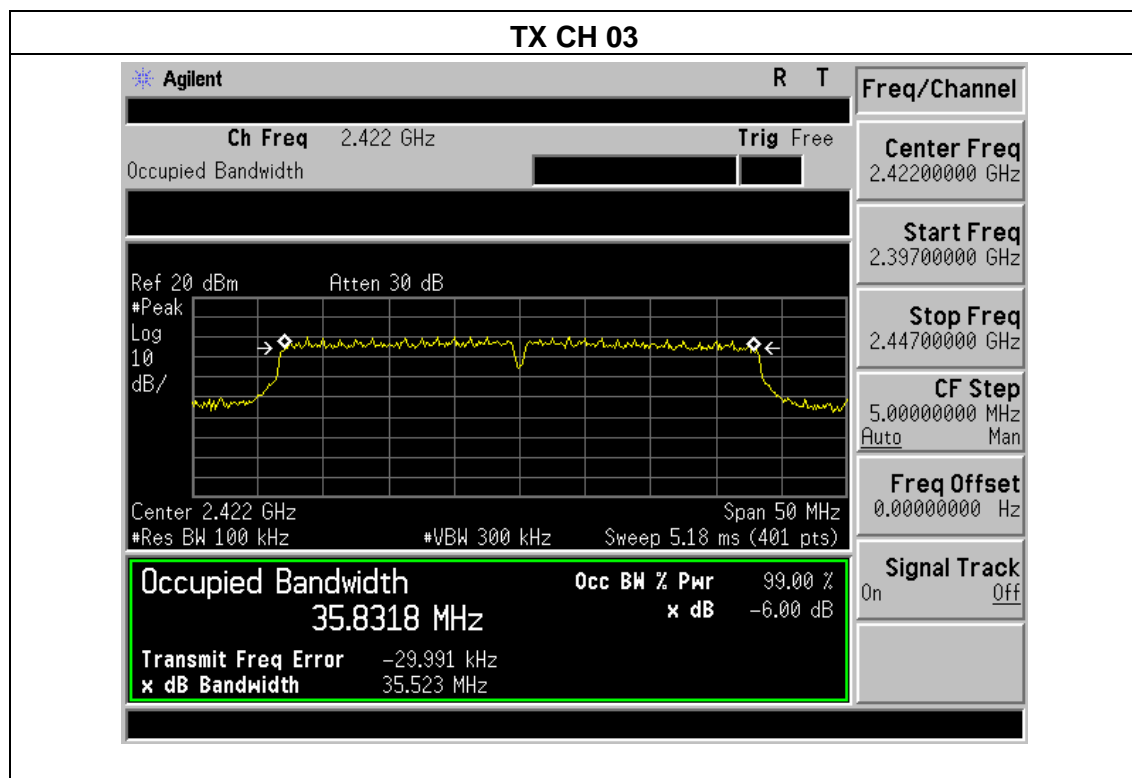 TX CH 03
Agilent R T
Freq/Channel
Ch Freq 2.422 GHz Trig Free
Occupied Bandwidth
Center Freq
2.42200000 GHz
Start Freq
2.39700000 GHz
Stop Freq
2.44700000 GHz
CF Step
5.00000000 MHz
Auto Man
Freq Offset
0.00000000 Hz
Signal Track
On Off
Ref 20 dBm Atten 30 dB
#Peak
Log
10
dB/
Center 2.422 GHz Span 50 MHz
#Res BW 100 kHz #VBW 300 kHz Sweep 5.18 ms (401 pts)
Occupied Bandwidth Occ BW % Pwr 99.00 %
35.8318 MHz x dB -6.00 dB
Transmit Freq Error -29.991 kHz
x dB Bandwidth 35.523 MHz